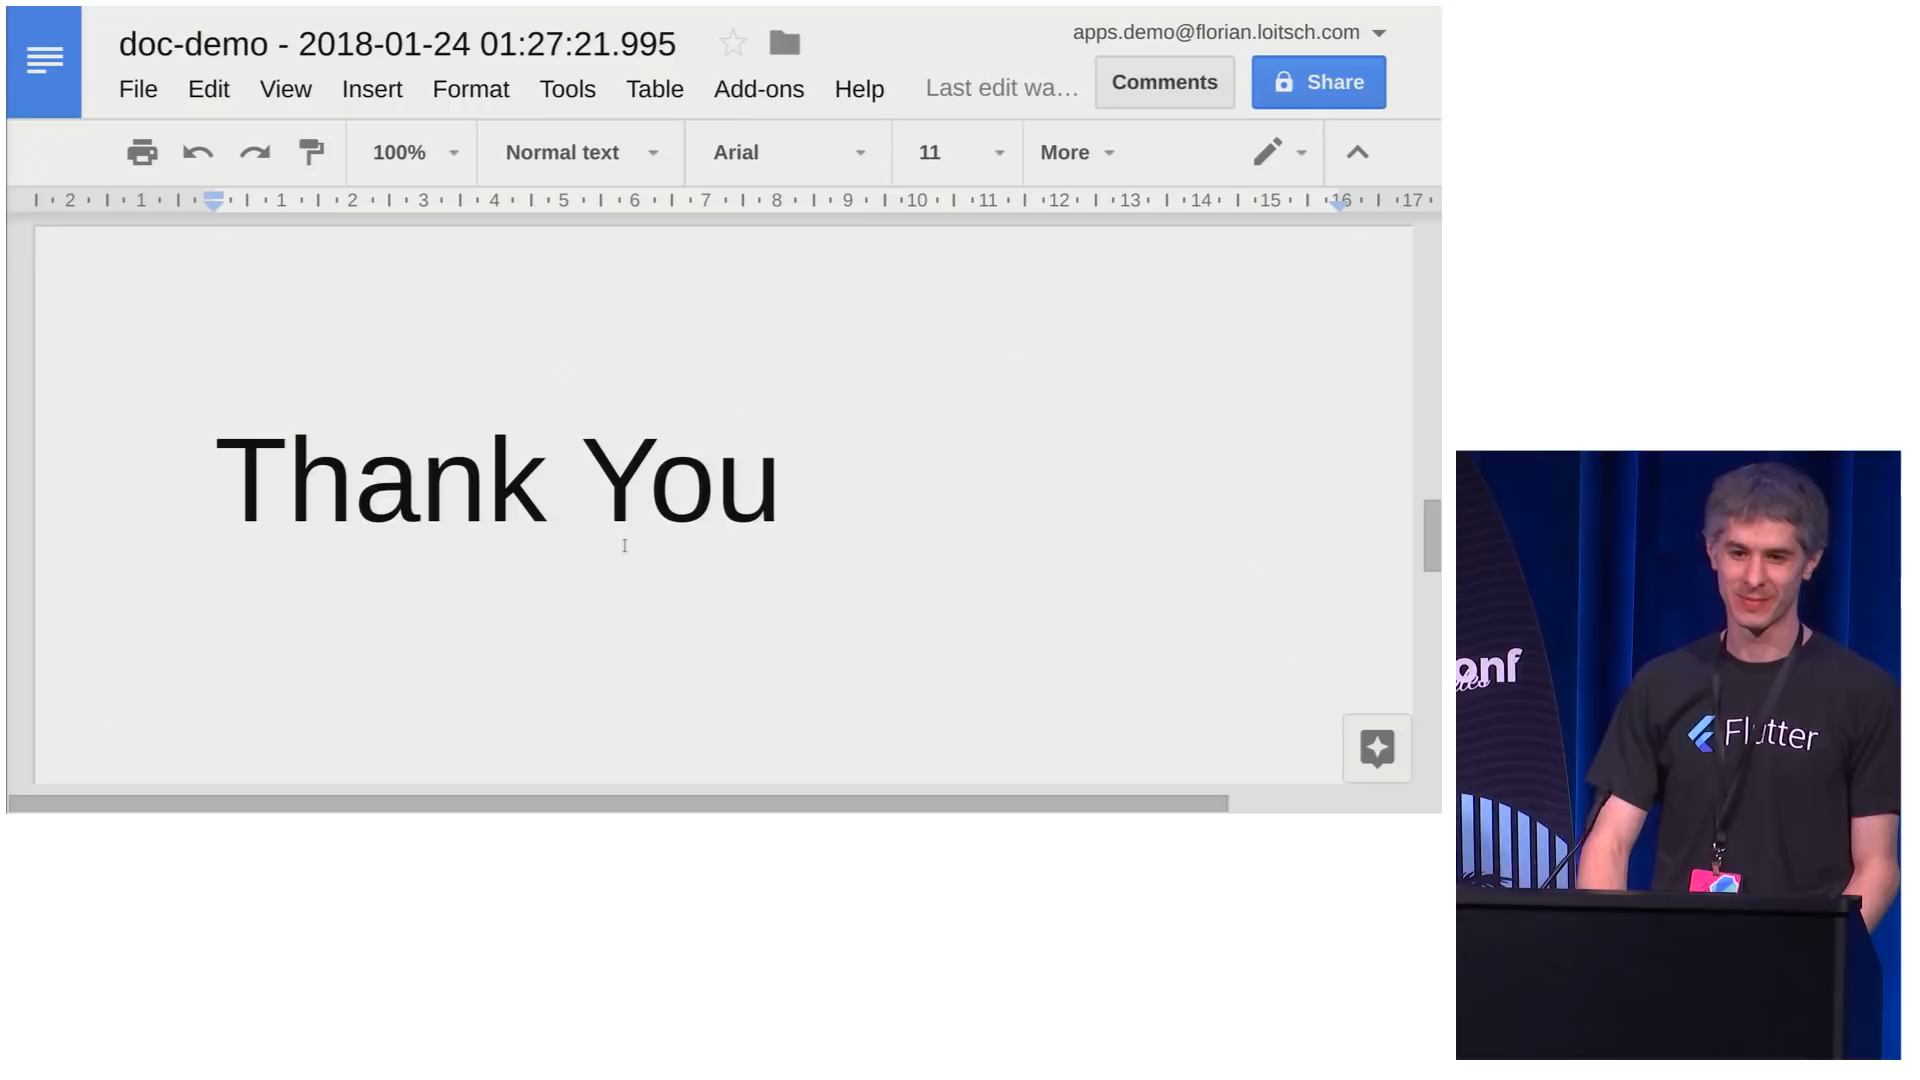 doc-demo - 2018-01-24 01:27:21.995
apps.demo@florian.loitsch.com
File Edit View Insert Format Tools Table Add-ons Help Last edit wa... Comments Share
100% Normal text Arial 11 More
2 1 1 2 3 4 5 6 7 8 9 10 11 12 13 14 15 16 17
Thank You
onf
Flutter